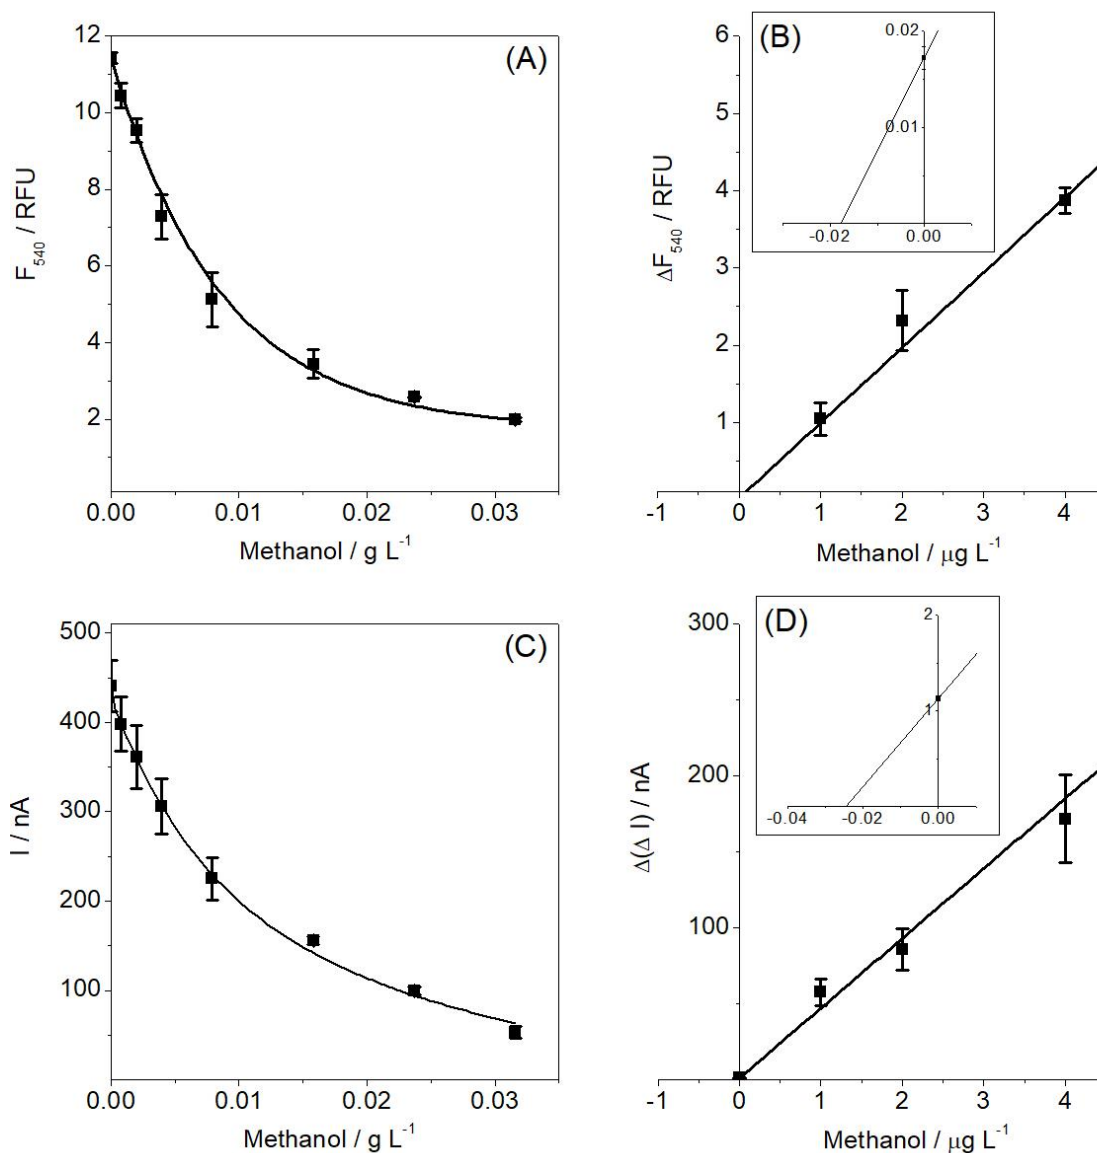 (A)
F540 / RFU
12
10
8
6
4
2
0.00 0.01 0.02 0.03
Methanol / g L-1
(B)
ΔF540 / RFU
6
5
4
3
2
1
-1 0 1 2 3 4
Methanol / μg L-1
0.02
0.01
-0.02 0.00
(C)
I / nA
500
400
300
200
100
0.00 0.01 0.02 0.03
Methanol / g L-1
(D)
Δ(Δ I) / nA
300
200
100
-1 0 1 2 3 4
Methanol / μg L-1
2
1
-0.04 -0.02 0.00